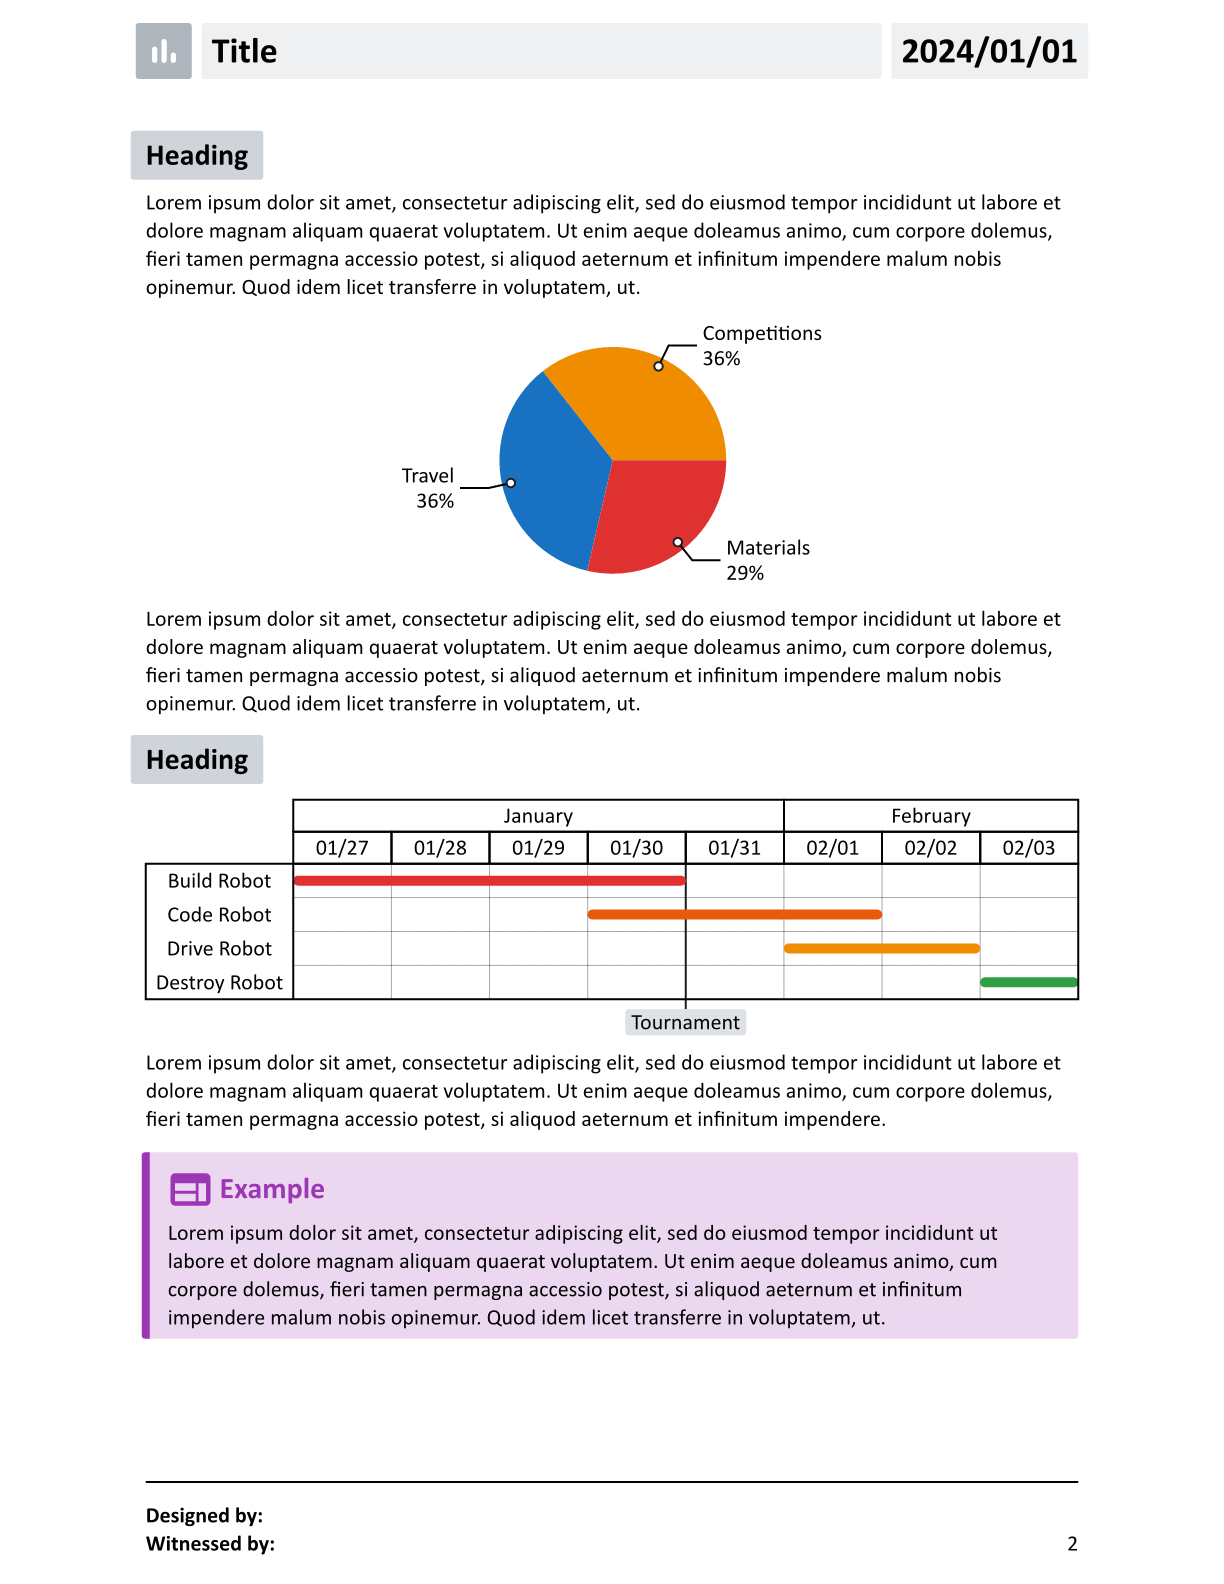 Title
2024/01/01
Heading
Lorem ipsum dolor sit amet, consectetur adipiscing elit, sed do eiusmod tempor incididunt ut labore et
dolore magnam aliquam quaerat voluptatem. Ut enim aeque doleamus animo, cum corpore dolemus,
fieri tamen permagna accessio potest, si aliquod aeternum et infinitum impendere malum nobis
opinemur. Quod idem licet transferre in voluptatem, ut.
Competitions
36%
Travel
36%
Materials
29%
Lorem ipsum dolor sit amet, consectetur adipiscing elit, sed do eiusmod tempor incididunt ut labore et
dolore magnam aliquam quaerat voluptatem. Ut enim aeque doleamus animo, cum corpore dolemus,
fieri tamen permagna accessio potest, si aliquod aeternum et infinitum impendere malum nobis
opinemur. Quod idem licet transferre in voluptatem, ut.
Heading
January February
01/27 01/28 01/29 01/30 01/31 02/01 02/02 02/03
Build Robot
Code Robot
Drive Robot
Destroy Robot
Tournament
Lorem ipsum dolor sit amet, consectetur adipiscing elit, sed do eiusmod tempor incididunt ut labore et
dolore magnam aliquam quaerat voluptatem. Ut enim aeque doleamus animo, cum corpore dolemus,
fieri tamen permagna accessio potest, si aliquod aeternum et infinitum impendere.
Example
Lorem ipsum dolor sit amet, consectetur adipiscing elit, sed do eiusmod tempor incididunt ut
labore et dolore magnam aliquam quaerat voluptatem. Ut enim aeque doleamus animo, cum
corpore dolemus, fieri tamen permagna accessio potest, si aliquod aeternum et infinitum
impendere malum nobis opinemur. Quod idem licet transferre in voluptatem, ut.
Designed by:
Witnessed by:
2